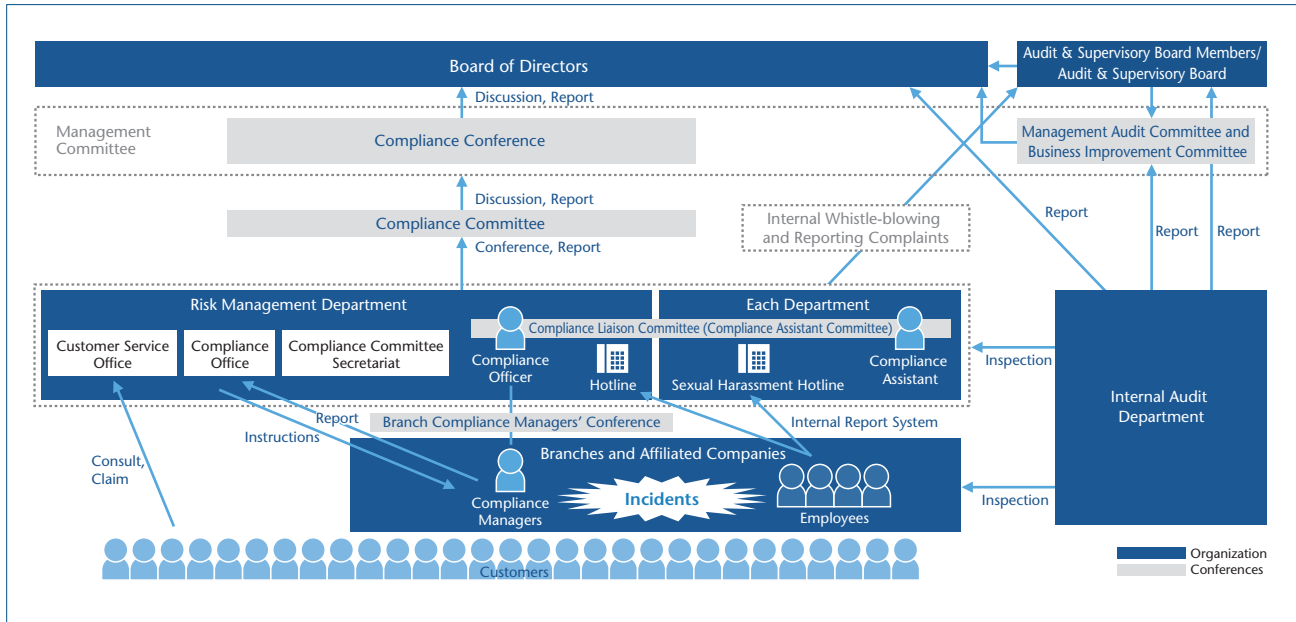 Board of Directors
Audit & Supervisory Board Members/
Audit & Supervisory Board
Discussion, Report
Management
Committee
Compliance Conference
Management Audit Committee and
Business Improvement Committee
Discussion, Report
Compliance Committee
Conference, Report
Internal Whistle-blowing
and Reporting Complaints
Report
Report
Report
Risk Management Department
Each Department
Compliance Liaison Committee (Compliance Assistant Committee)
Customer Service
Office
Compliance
Office
Compliance Committee
Secretariat
Compliance
Officer
Hotline
Sexual Harassment Hotline
Compliance
Assistant
Inspection
Internal Audit
Department
Report
Instructions
Branch Compliance Managers' Conference
Internal Report System
Consult,
Claim
Branches and Affiliated Companies
Compliance
Managers
Incidents
Employees
Inspection
Customers
Organization
Conferences